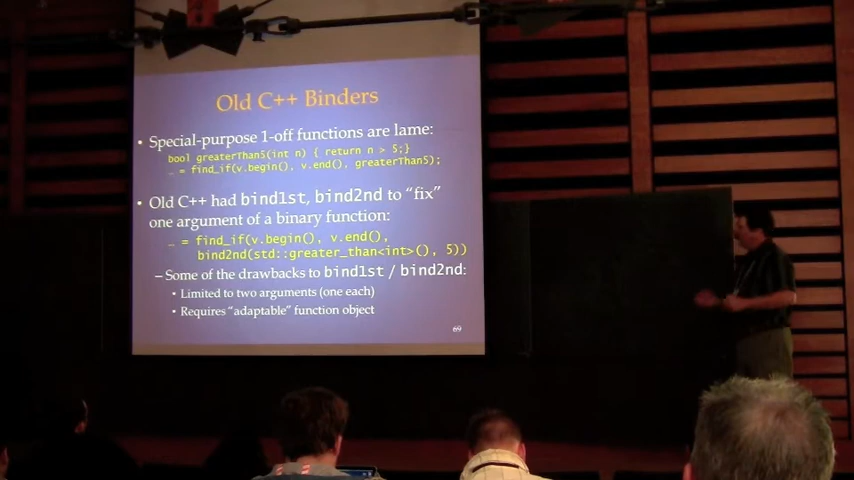 Old C++ Binders
• Special-purpose 1-off functions are lame:
bool greaterThan5(int n) { return n > 5;}
… = find_if(v.begin(), v.end(), greaterThan5);
• Old C++ had bind1st, bind2nd to “fix”
one argument of a binary function:
… = find_if(v.begin(), v.end(),
bind2nd(std::greater_than<int>(), 5))
– Some of the drawbacks to bind1st / bind2nd:
• Limited to two arguments (one each)
• Requires “adaptable” function object
69